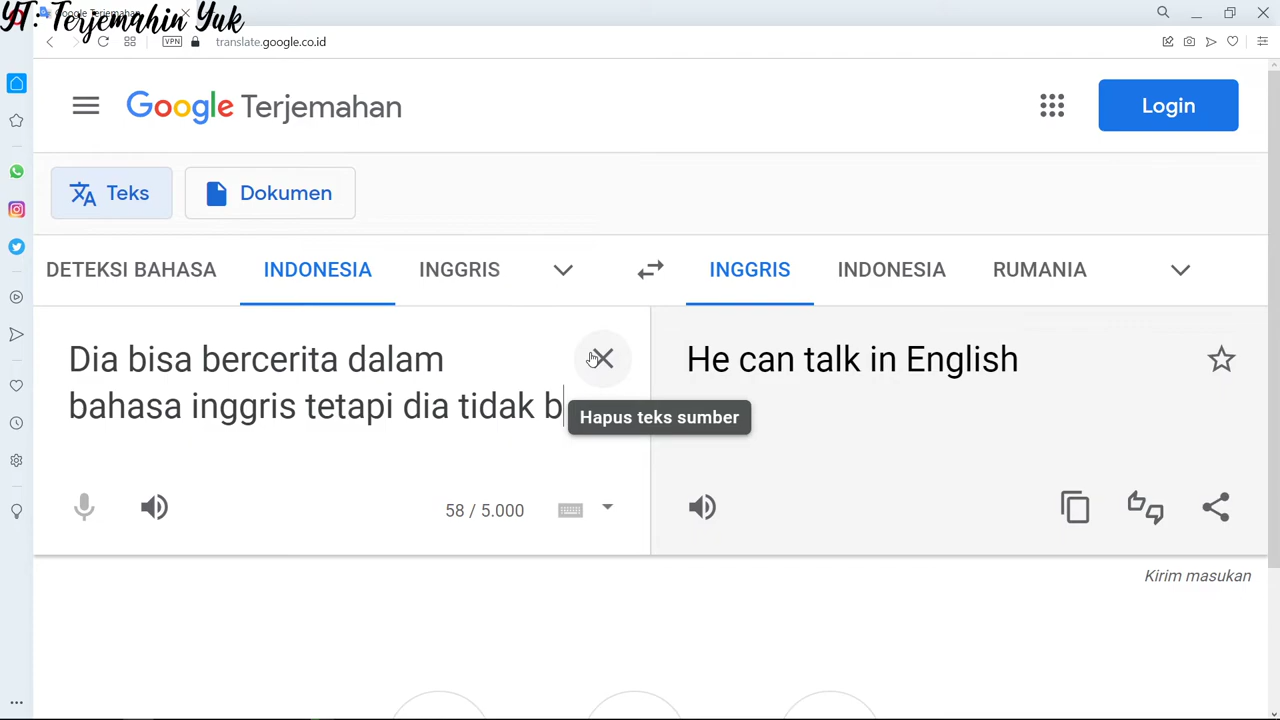 YT: Terjemahin Yuk
VPN
translate.google.co.id
Google Terjemahan
Login
Teks
Dokumen
DETEKSI BAHASA
INDONESIA
INGGRIS
INGGRIS
INDONESIA
RUMANIA
Dia bisa bercerita dalam
bahasa inggris tetapi dia tidak b
Hapus teks sumber
58 / 5.000
He can talk in English
Kirim masukan